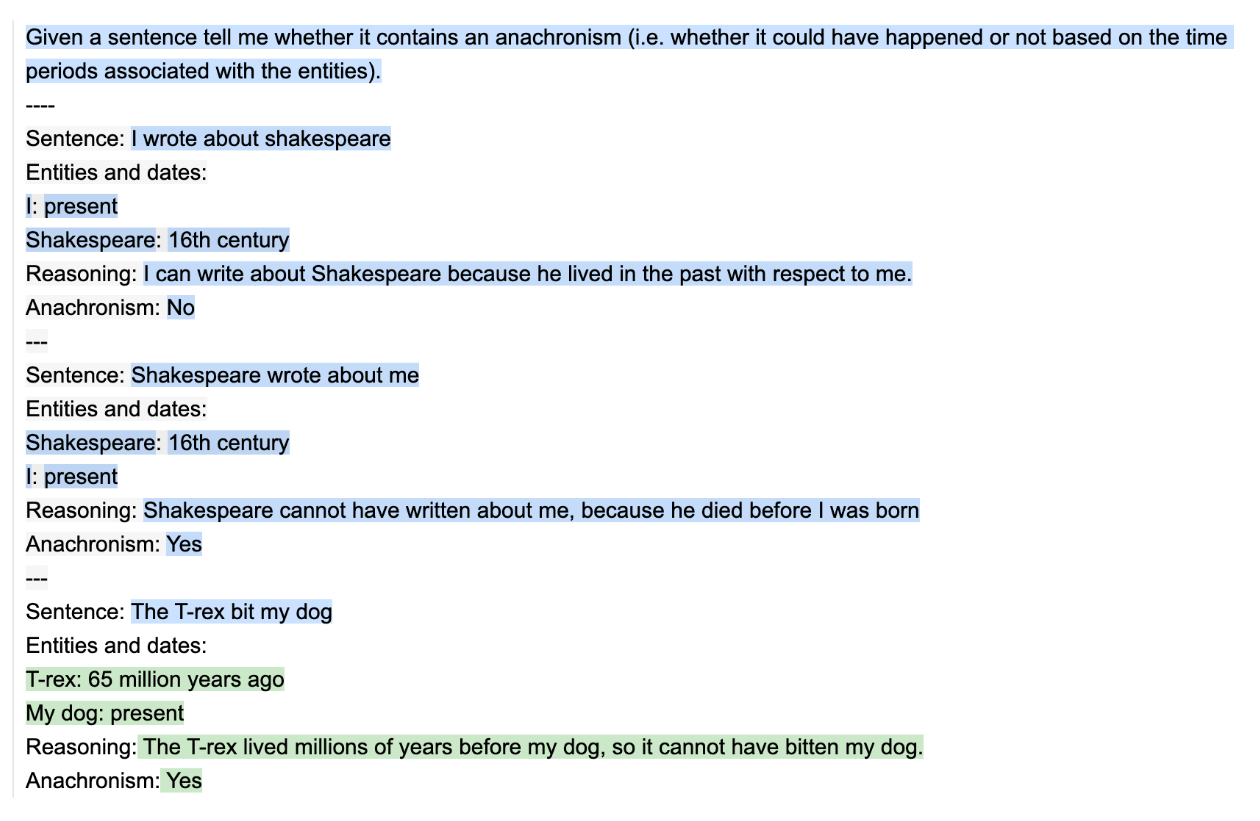 Given a sentence tell me whether it contains an anachronism (i.e. whether it could have happened or not based on the time
periods associated with the entities).
----
Sentence: I wrote about shakespeare
Entities and dates:
I: present
Shakespeare: 16th century
Reasoning: I can write about Shakespeare because he lived in the past with respect to me.
Anachronism: No
---
Sentence: Shakespeare wrote about me
Entities and dates:
Shakespeare: 16th century
I: present
Reasoning: Shakespeare cannot have written about me, because he died before I was born
Anachronism: Yes
---
Sentence: The T-rex bit my dog
Entities and dates:
T-rex: 65 million years ago
My dog: present
Reasoning: The T-rex lived millions of years before my dog, so it cannot have bitten my dog.
Anachronism: Yes